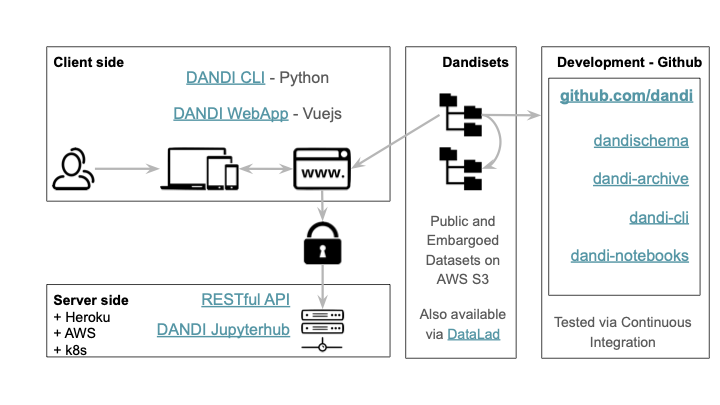 Client side
DANDI CLI - Python
DANDI WebApp - Vuejs
www.
Server side
+ Heroku
+ AWS
+ k8s
RESTful API
DANDI Jupyterhub
Dandisets
Public and
Embargoed
Datasets on
AWS S3
Also available
via DataLad
Development - Github
github.com/dandi
dandischema
dandi-archive
dandi-cli
dandi-notebooks
Tested via Continuous
Integration